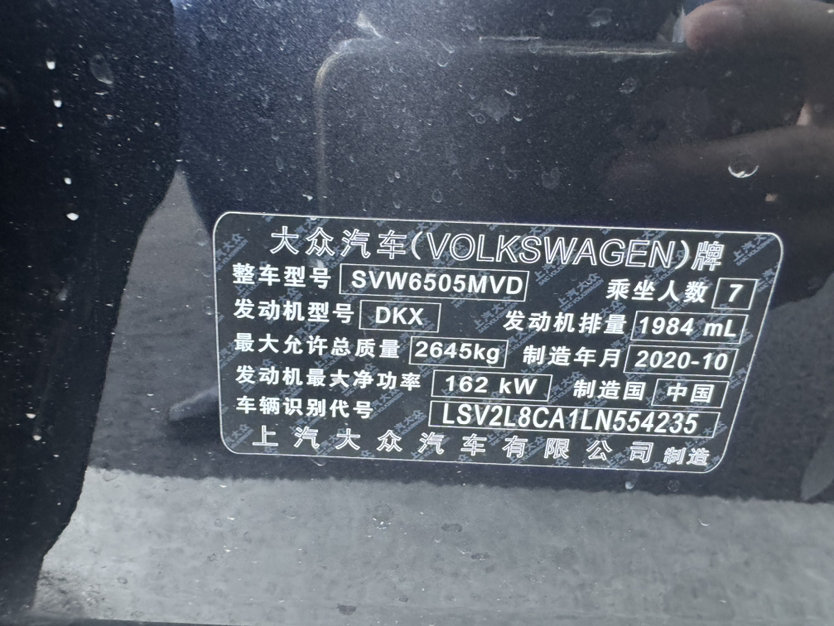 大众汽车(VOLKSWAGEN)牌
整车型号 SVW6505MVD 乘坐人数 7
发动机型号 DKX 发动机排量 1984 mL
最大允许总质量 2645kg 制造年月 2020-10
发动机最大净功率 162 kW 制造国 中国
车辆识别代号 LSV2L8CA1LN554235
上汽大众汽车有限公司 制造